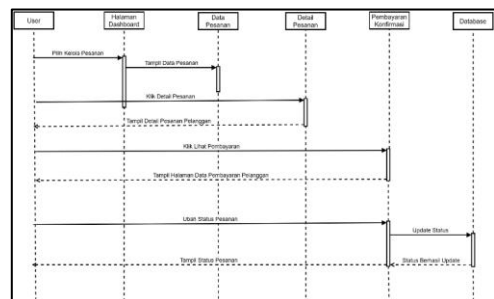 User
Halaman
Dashboard
Data
Pesanan
Detail
Pesanan
Pembayaran
Konfirmasi
Database
Pilih Kelola Pesanan
Tampil Data Pesanan
Klik Detail Pesanan
Tampil Detail Pesanan Pelanggan
Klik Lihat Pembayaran
Tampil Halaman Data Pembayaran Pelanggan
Ubah Status Pesanan
Update Status
Tampil Status Pesanan
Status Berhasil Update